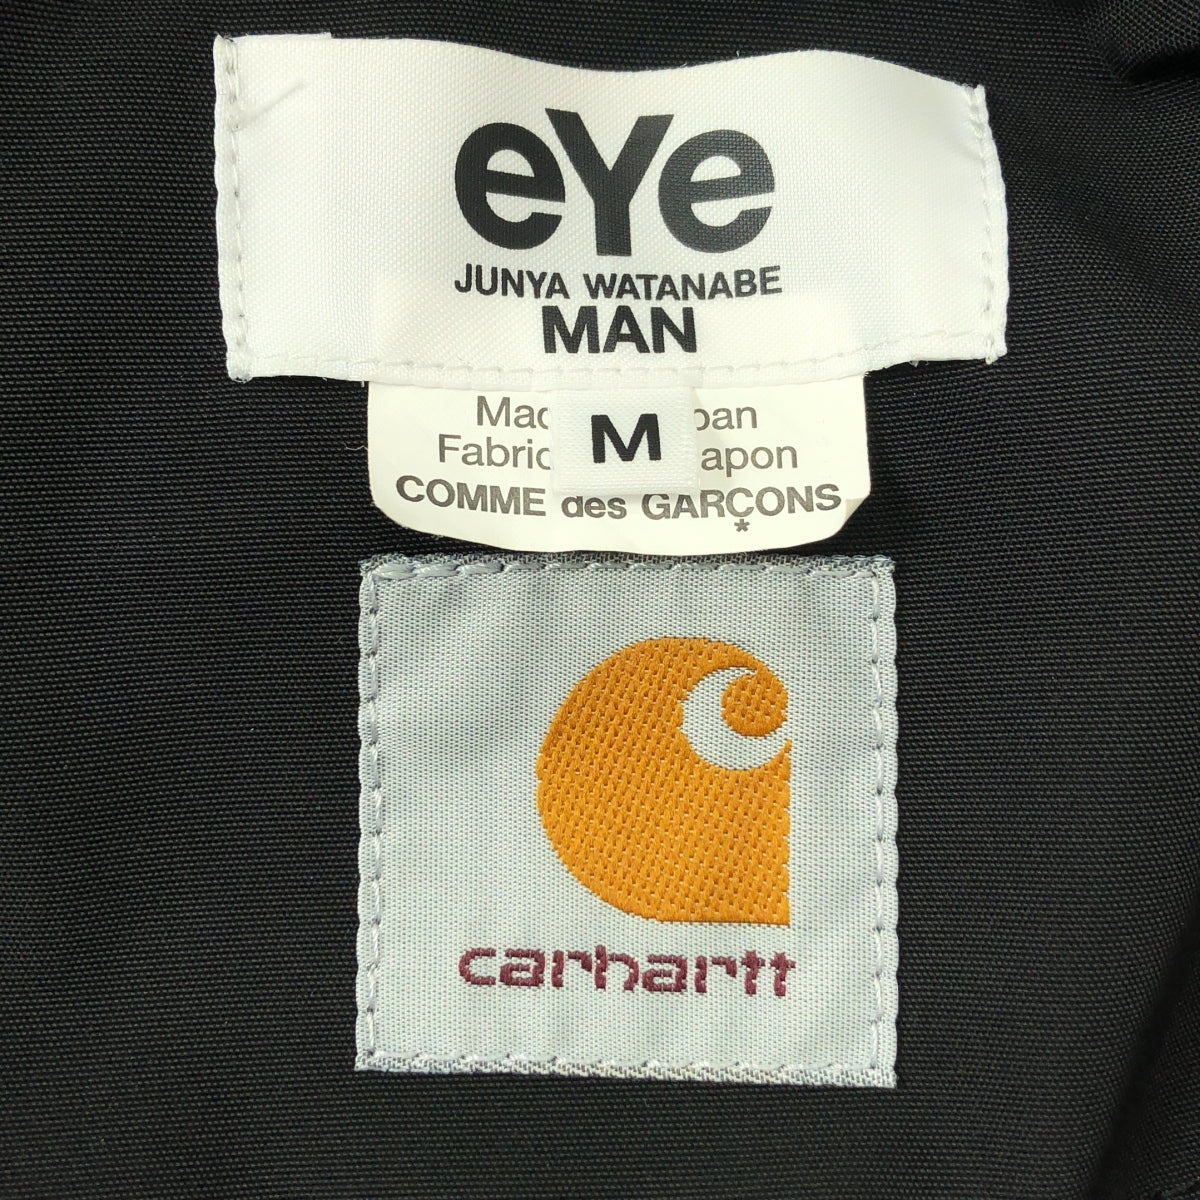 eYe
JUNYA WATANABE
MAN
M
COMME des GARÇONS
*
carhartt